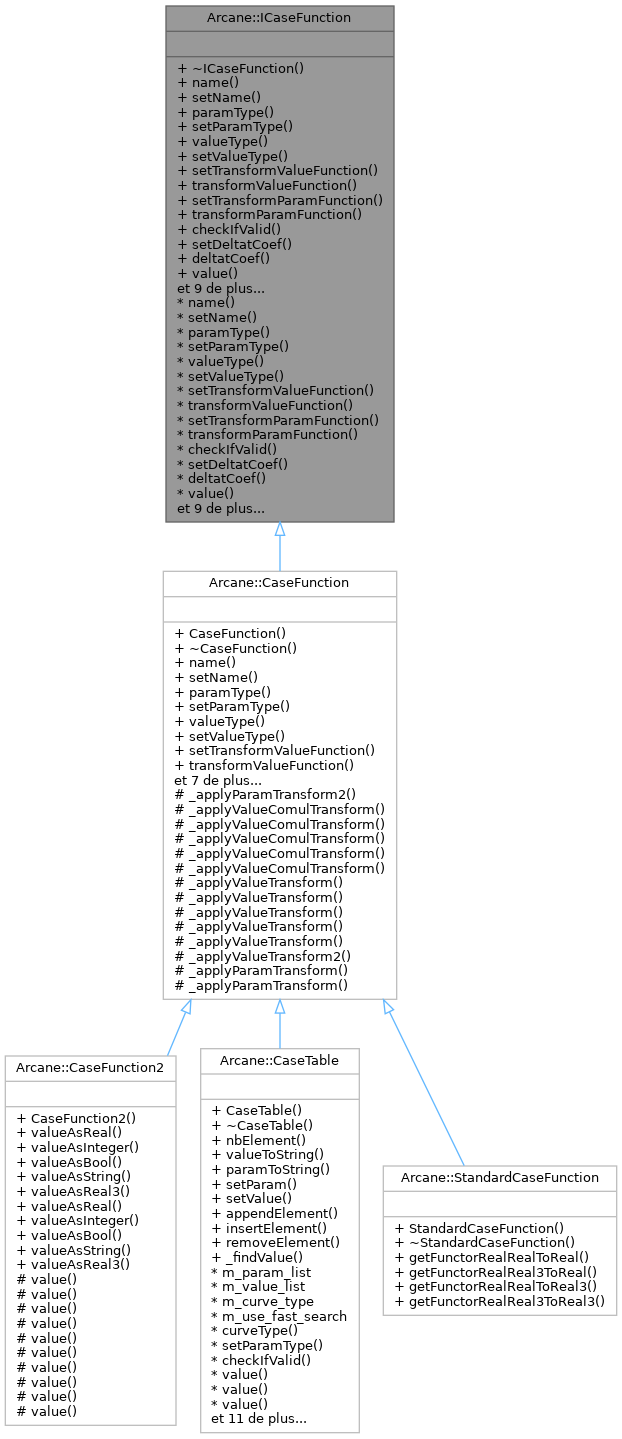 Arcane::ICaseFunction
+ ~ICaseFunction()
+ name()
+ setName()
+ paramType()
+ setParamType()
+ valueType()
+ setValueType()
+ setTransformValueFunction()
+ transformValueFunction()
+ setTransformParamFunction()
+ transformParamFunction()
+ checkIfValid()
+ setDeltatCoef()
+ deltatCoef()
+ value()
et 9 de plus...
* name()
* setName()
* paramType()
* setParamType()
* valueType()
* setValueType()
* setTransformValueFunction()
* transformValueFunction()
* setTransformParamFunction()
* transformParamFunction()
* checkIfValid()
* setDeltatCoef()
* deltatCoef()
* value()
et 9 de plus...
Arcane::CaseFunction
+ CaseFunction()
+ ~CaseFunction()
+ name()
+ setName()
+ paramType()
+ setParamType()
+ valueType()
+ setValueType()
+ setTransformValueFunction()
+ transformValueFunction()
et 7 de plus...
# _applyParamTransform2()
# _applyValueComulTransform()
# _applyValueComulTransform()
# _applyValueComulTransform()
# _applyValueComulTransform()
# _applyValueComulTransform()
# _applyValueTransform()
# _applyValueTransform()
# _applyValueTransform()
# _applyValueTransform()
# _applyValueTransform()
# _applyValueTransform2()
# _applyParamTransform()
# _applyParamTransform()
Arcane::CaseFunction2
+ CaseFunction2()
+ valueAsReal()
+ valueAsInteger()
+ valueAsBool()
+ valueAsString()
+ valueAsReal3()
+ valueAsReal()
+ valueAsInteger()
+ valueAsBool()
+ valueAsString()
+ valueAsReal3()
# value()
# value()
# value()
# value()
# value()
# value()
# value()
# value()
# value()
# value()
Arcane::CaseTable
+ CaseTable()
+ ~CaseTable()
+ nbElement()
+ valueToString()
+ paramToString()
+ setParam()
+ setValue()
+ appendElement()
+ insertElement()
+ removeElement()
+ _findValue()
* m_param_list
* m_value_list
* m_curve_type
* m_use_fast_search
* curveType()
* setParamType()
* checkIfValid()
* value()
* value()
* value()
et 11 de plus...
Arcane::StandardCaseFunction
+ StandardCaseFunction()
+ ~StandardCaseFunction()
+ getFunctorRealRealToReal()
+ getFunctorRealReal3ToReal()
+ getFunctorRealRealToReal3()
+ getFunctorRealReal3ToReal3()